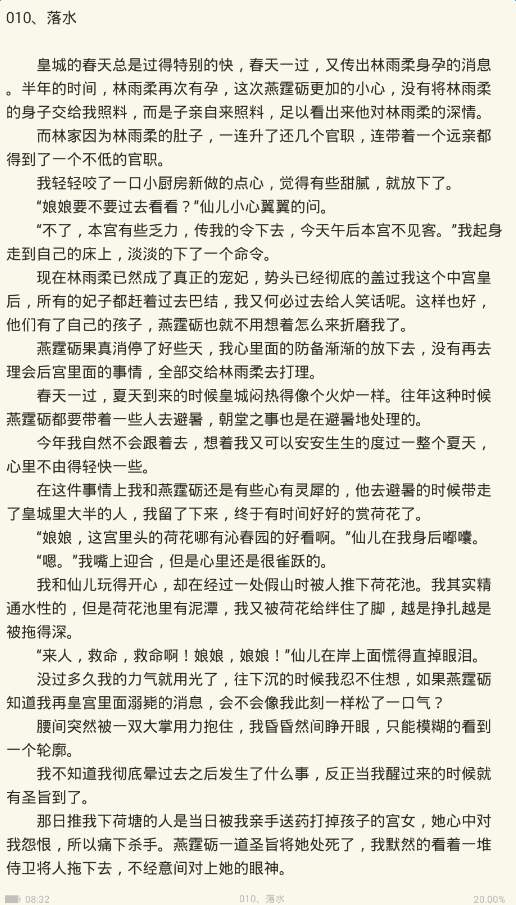 010、落水
皇城的春天总是过得特别的快，春天一过，又传出林雨柔身孕的消息
。半年的时间，林雨柔再次有孕，这次燕霆砺更加的小心，没有将林雨柔
的身子交给我照料，而是子亲自来照料，足以看出来他对林雨柔的深情。
而林家因为林雨柔的肚子，一连升了还几个官职，连带着一个远亲都
得到了一个不低的官职。
我轻轻咬了一口小厨房新做的点心，觉得有些甜腻，就放下了。
“娘娘要不要过去看看？”仙儿小心翼翼的问。
“不了，本宫有些乏力，传我的令下去，今天午后本宫不见客。”我起身
走到自己的床上，淡淡的下了一个命令。
现在林雨柔已然成了真正的宠妃，势头已经彻底的盖过我这个中宫皇
后，所有的妃子都赶着过去巴结，我又何必过去给人笑话呢。这样也好，
他们有了自己的孩子，燕霆砺也就不用想着怎么来折磨我了。
燕霆砺果真消停了好些天，我心里面的防备渐渐的放下去，没有再去
理会后宫里面的事情，全部交给林雨柔去打理。
春天一过，夏天到来的时候皇城闷热得像个火炉一样。往年这种时候
燕霆砺都要带着一些人去避暑，朝堂之事也是在避暑地处理的。
今年我自然不会跟着去，想着我又可以安安生生的度过一整个夏天，
心里不由得轻快一些。
在这件事情上我和燕霆砺还是有些心有灵犀的，他去避暑的时候带走
了皇城里大半的人，我留了下来，终于有时间好好的赏荷花了。
“娘娘，这宫里头的荷花哪有沁春园的好看啊。”仙儿在我身后嘟囔。
“嗯。”我嘴上迎合，但是心里还是很雀跃的。
我和仙儿玩得开心，却在经过一处假山时被人推下荷花池。我其实精
通水性的，但是荷花池里有泥潭，我又被荷花给绊住了脚，越是挣扎越是
被拖得深。
“来人，救命，救命啊！娘娘，娘娘！”仙儿在岸上面慌得直掉眼泪。
没过多久我的力气就用光了，往下沉的时候我忍不住想，如果燕霆砺
知道我再皇宫里面溺毙的消息，会不会像我此刻一样松了一口气？
腰间突然被一双大掌用力抱住，我昏昏然间睁开眼，只能模糊的看到
一个轮廓。
我不知道我彻底晕过去之后发生了什么事，反正当我醒过来的时候就
有圣旨到了。
那日推我下荷塘的人是当日被我亲手送药打掉孩子的宫女，她心中对
我怨恨，所以痛下杀手。燕霆砺一道圣旨将她处死了，我默然的看着一堆
侍卫将人拖下去，不经意间对上她的眼神。
08:32 010、落水 20.00%